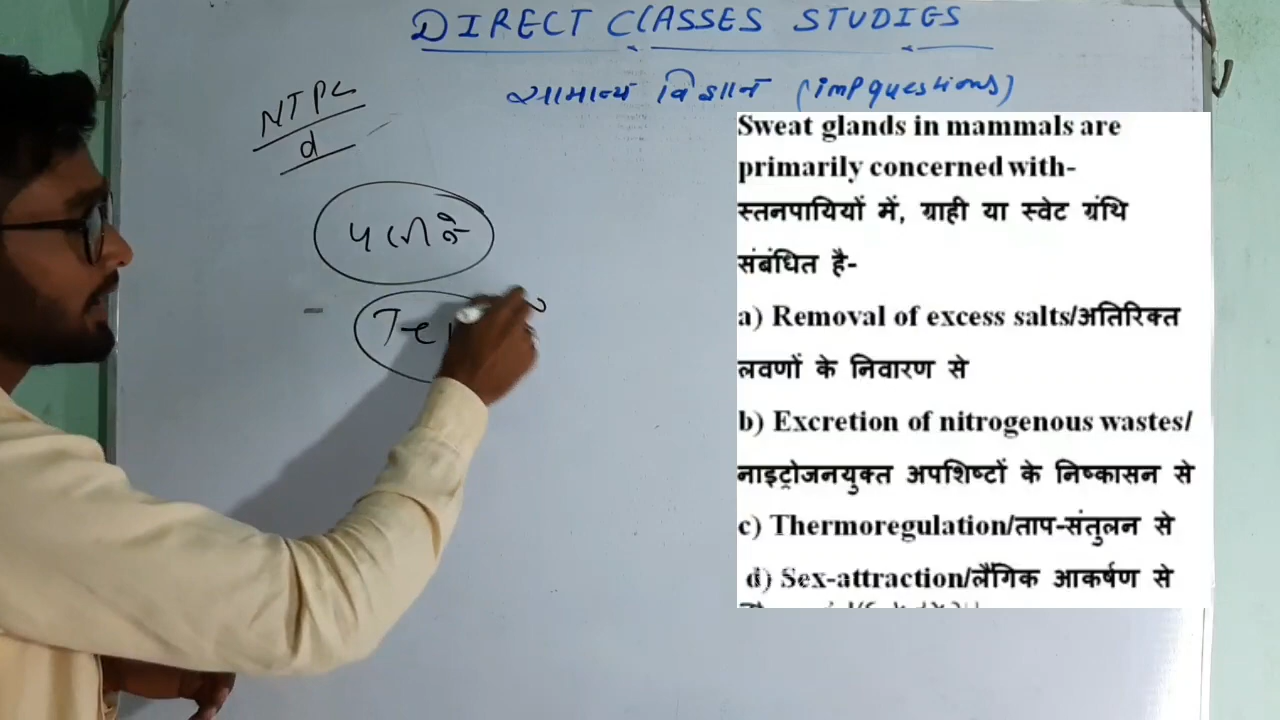 DIRECT CLASSES STUDIES
सामान्य विज्ञान (imp questions)
NTPC
d
Sweat glands in mammals are
primarily concerned with-
स्तनपायियों में, ग्राही या स्वेट ग्रंथि
संबंधित है-
a) Removal of excess salts/अतिरिक्त
लवणों के निवारण से
b) Excretion of nitrogenous wastes/
नाइट्रोजनयुक्त अपशिष्टों के निष्कासन से
c) Thermoregulation/ताप-संतुलन से
d) Sex-attraction/लैंगिक आकर्षण से